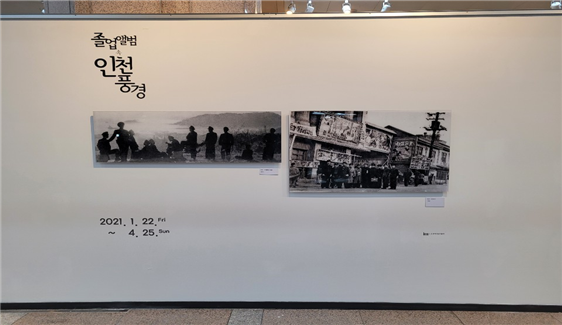 졸업앨범
속
인천
풍경
2021. 1. 22. Fri
~ 4. 25. Sun